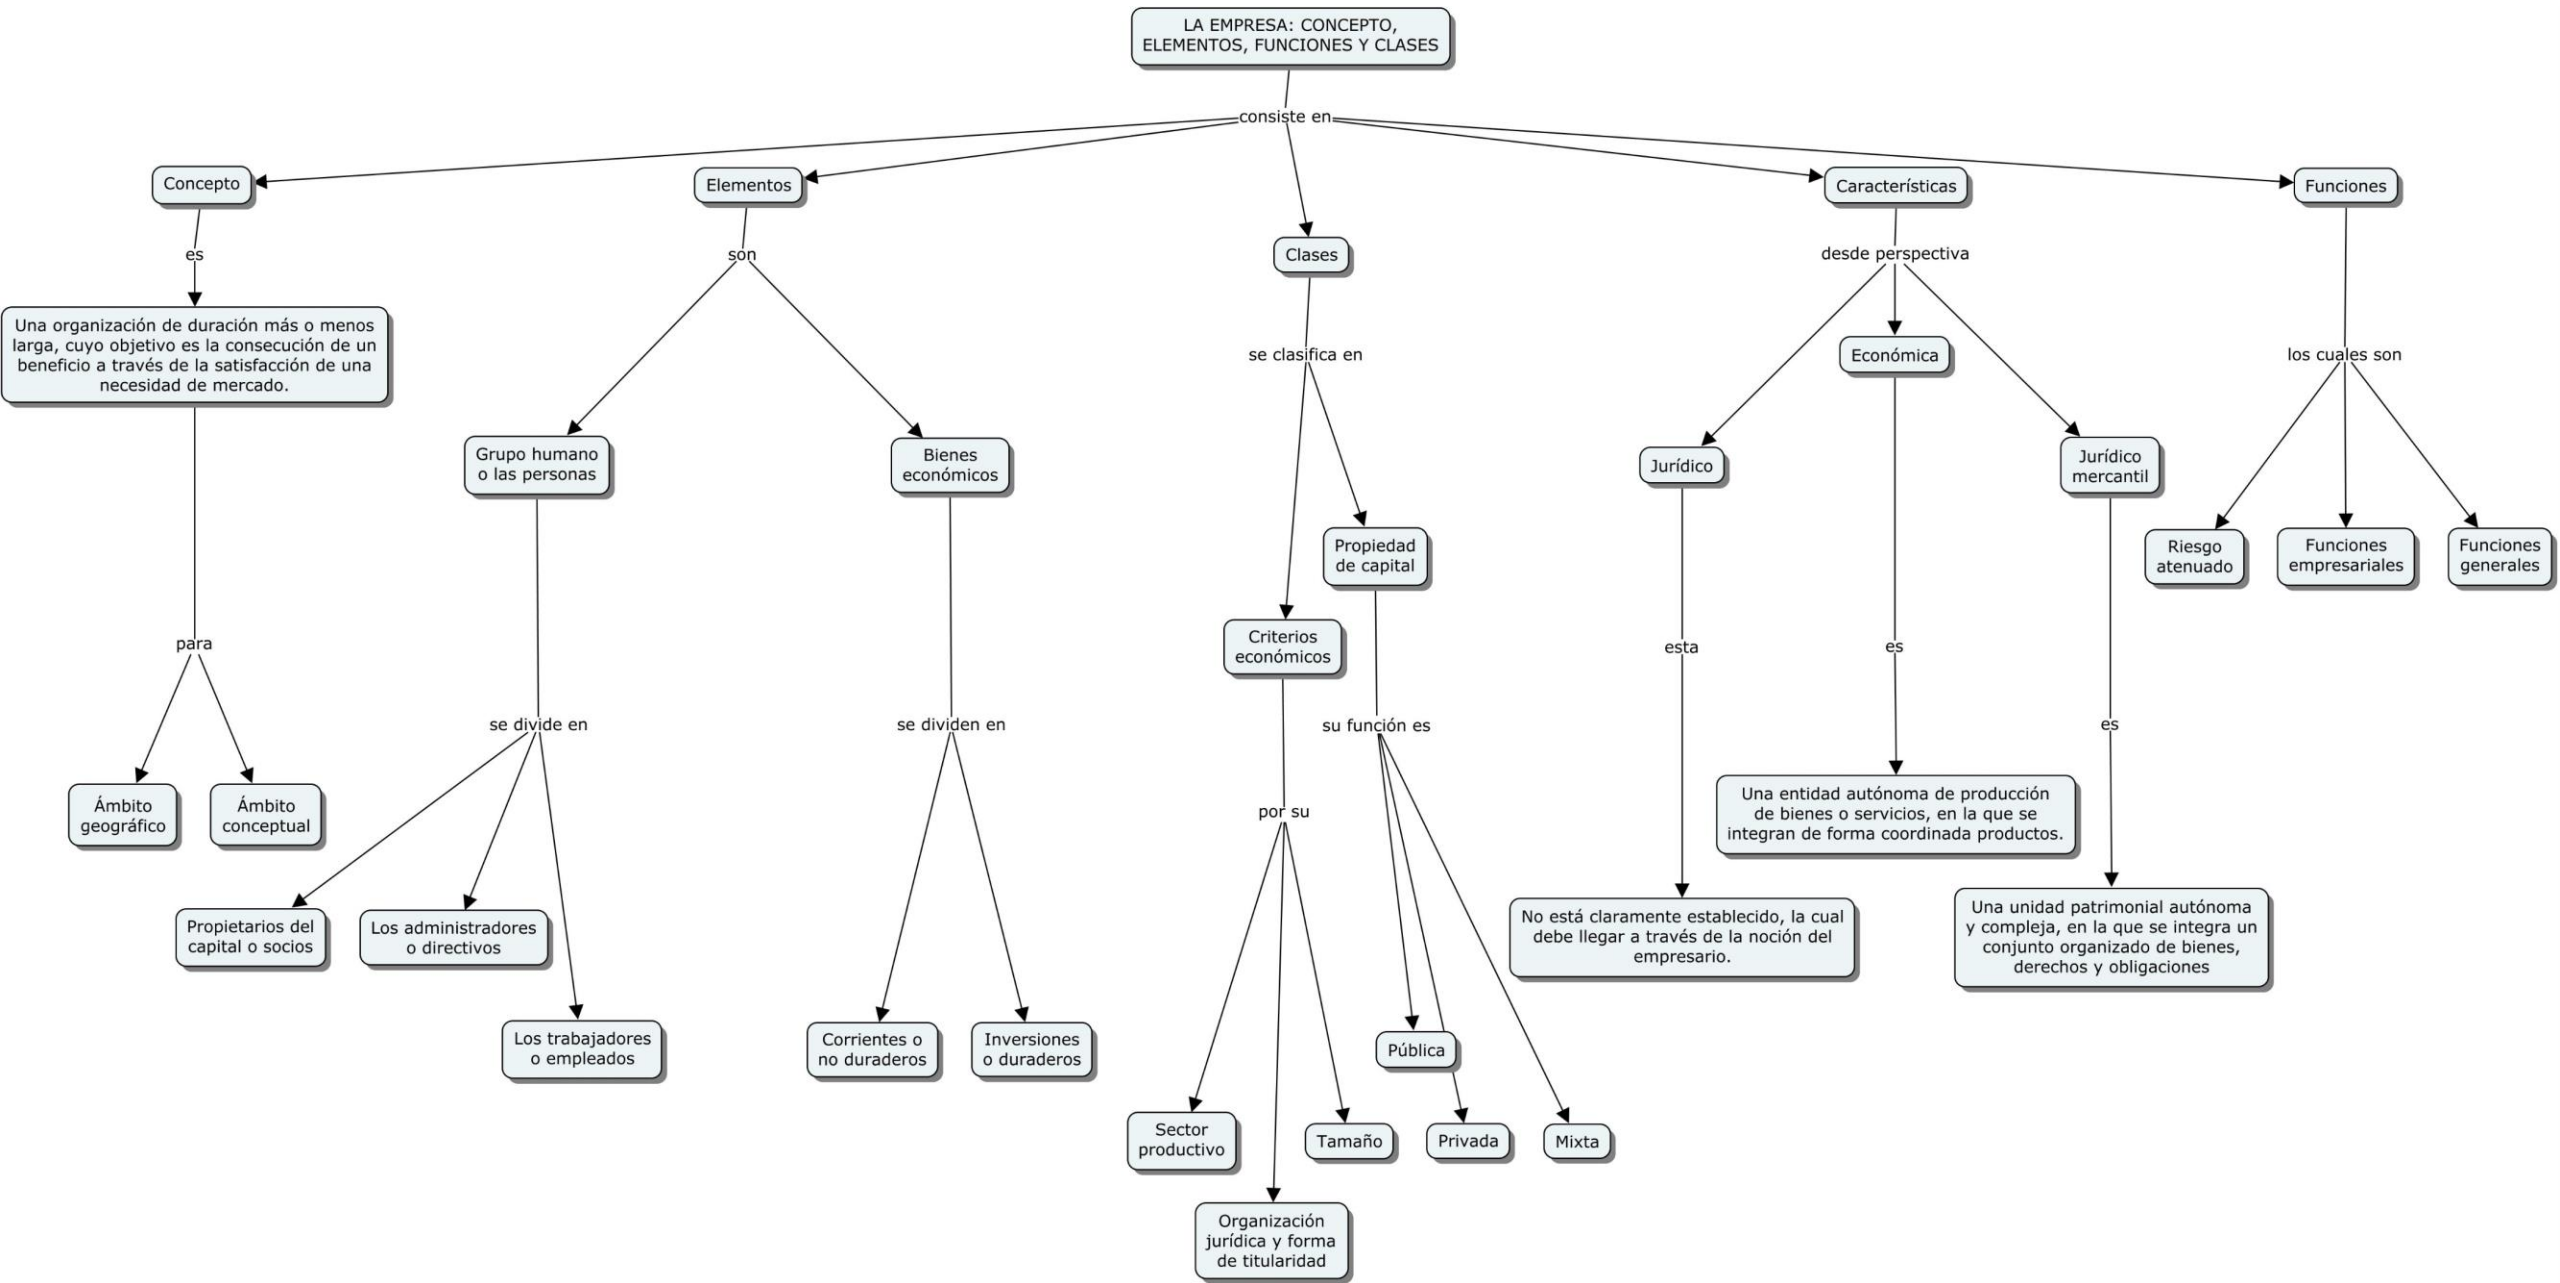 LA EMPRESA: CONCEPTO,
ELEMENTOS, FUNCIONES Y CLASES
consiste en
Concepto
Elementos
Clases
Características
Funciones
es
son
desde perspectiva
Una organización de duración más o menos
larga, cuyo objetivo es la consecución de un
beneficio a través de la satisfacción de una
necesidad de mercado.
se clasifica en
Económica
los cuales son
Grupo humano
o las personas
Bienes
económicos
Jurídico
Jurídico
mercantil
Propiedad
de capital
Riesgo
atenuado
Funciones
empresariales
Funciones
generales
para
Criterios
económicos
esta
es
se divide en
se dividen en
su función es
es
Ámbito
geográfico
Ámbito
conceptual
por su
Una entidad autónoma de producción
de bienes o servicios, en la que se
integran de forma coordinada productos.
Propietarios del
capital o socios
Los administradores
o directivos
No está claramente establecido, la cual
debe llegar a través de la noción del
empresario.
Una unidad patrimonial autónoma
y compleja, en la que se integra un
conjunto organizado de bienes,
derechos y obligaciones
Los trabajadores
o empleados
Corrientes o
no duraderos
Inversiones
o duraderos
Pública
Sector
productivo
Tamaño
Privada
Mixta
Organización
jurídica y forma
de titularidad